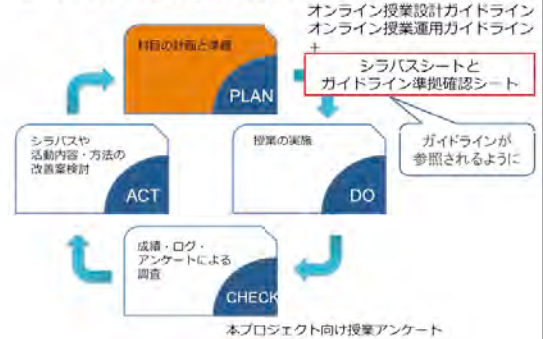 オンライン授業設計ガイドライン
オンライン授業運用ガイドライン
+
シラバスシートと
ガイドライン準拠確認シート
ガイドラインが
参照されるように
科目の計画と準備
PLAN
授業の実施
DO
成績・ログ・
アンケートによる
調査
CHECK
シラバスや
活動内容・方法の
改善案検討
ACT
本プロジェクト向け授業アンケート